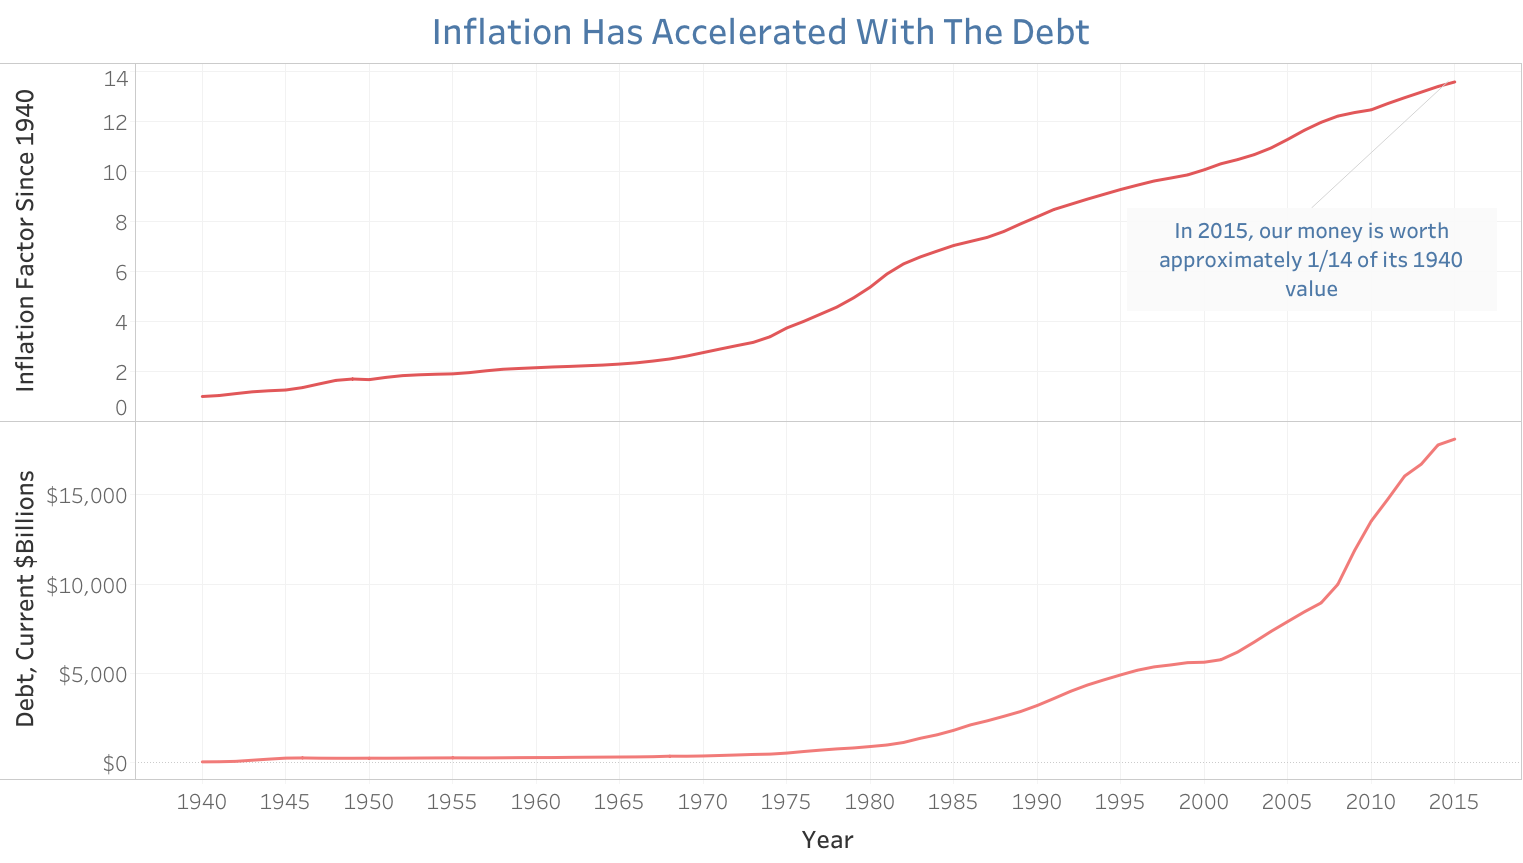 Inflation Has Accelerated With The Debt
Inflation Factor Since 1940
14
12
10
8
6
4
2
0
In 2015, our money is worth
approximately 1/14 of its 1940
value
Debt, Current $Billions
$15,000
$10,000
$5,000
$0
1940 1945 1950 1955 1960 1965 1970 1975 1980 1985 1990 1995 2000 2005 2010 2015
Year